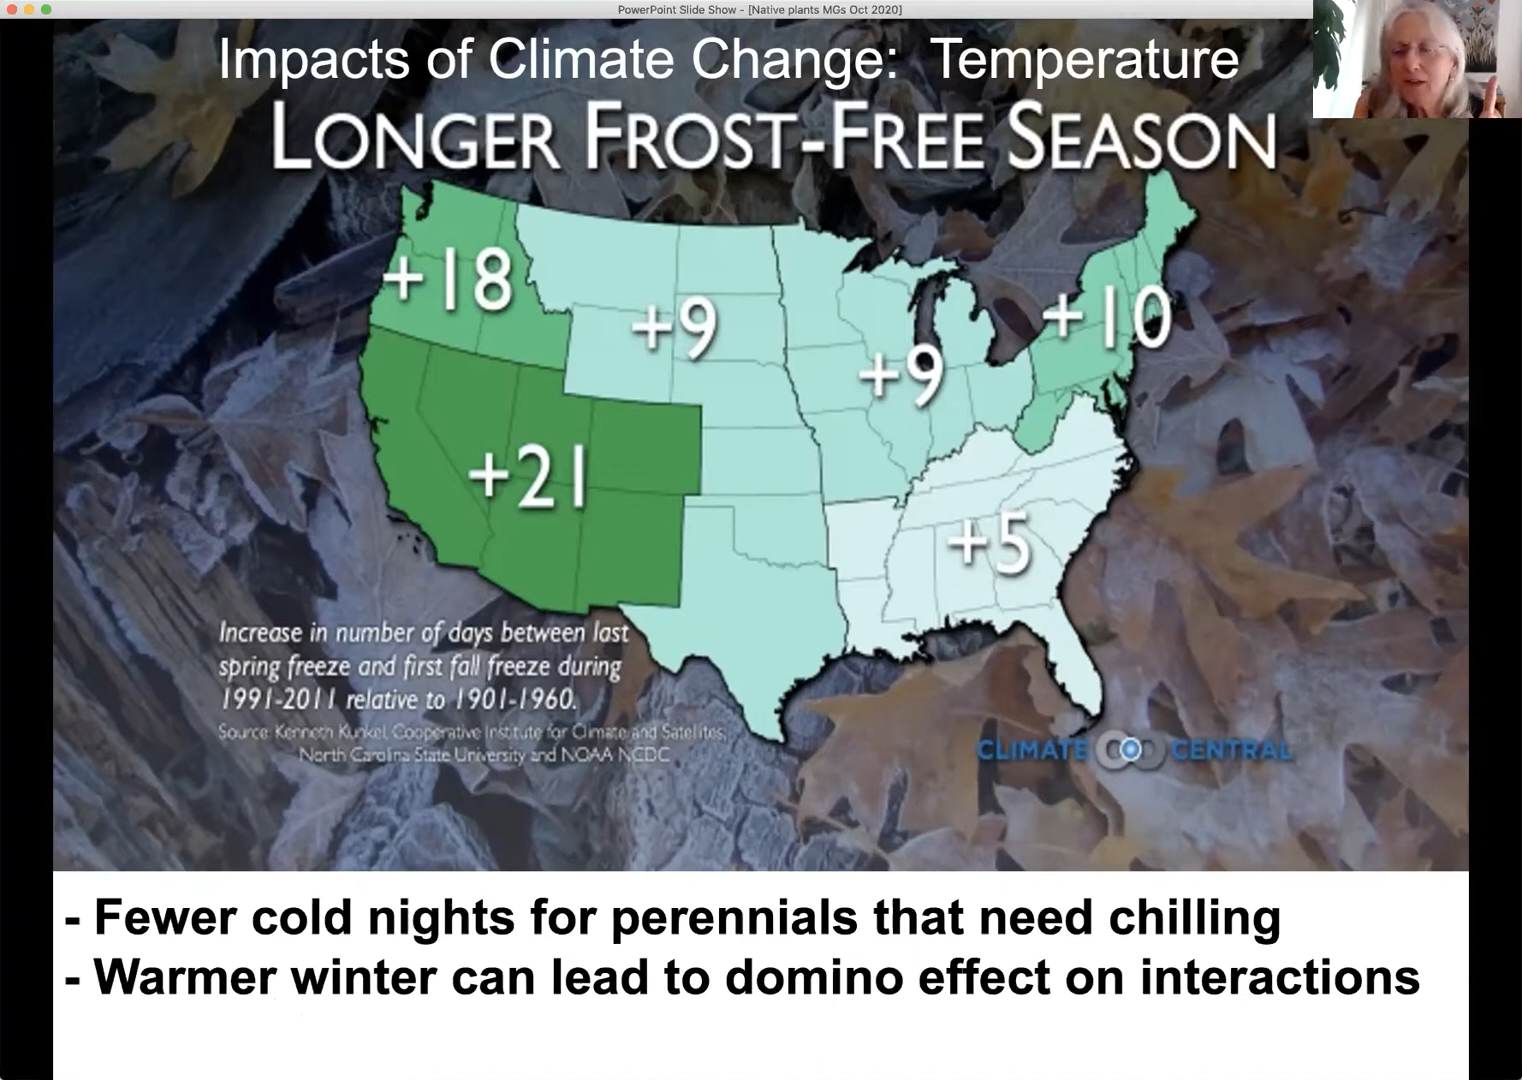 PowerPoint Slide Show - [Native plants MGs Oct 2020]
Impacts of Climate Change: Temperature
LONGER FROST-FREE SEASON
+18
+9
+10
+9
+21
+5
Increase in number of days between last
spring freeze and first fall freeze during
1991-2011 relative to 1901-1960.
Source: Kenneth Kunkel, Cooperative Institute for Climate and Satellites,
North Carolina State University and NOAA NCDC
CLIMATE CENTRAL
- Fewer cold nights for perennials that need chilling
- Warmer winter can lead to domino effect on interactions